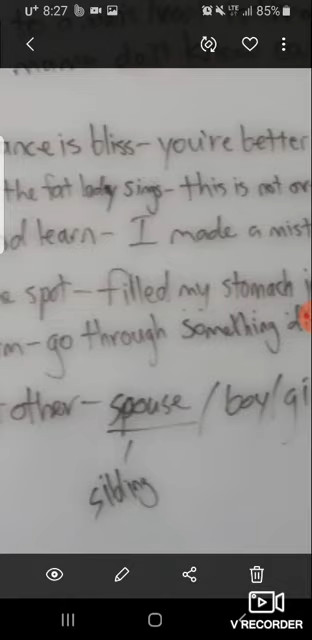 U+ 8:27 LTE 85%
ance is bliss- you're better
the fat lady sings- this is not ov
d learn- I made a mist
e spot- filled my stomach i
m- go through something d
other- spouse / boy/gi
sibling
V RECORDER